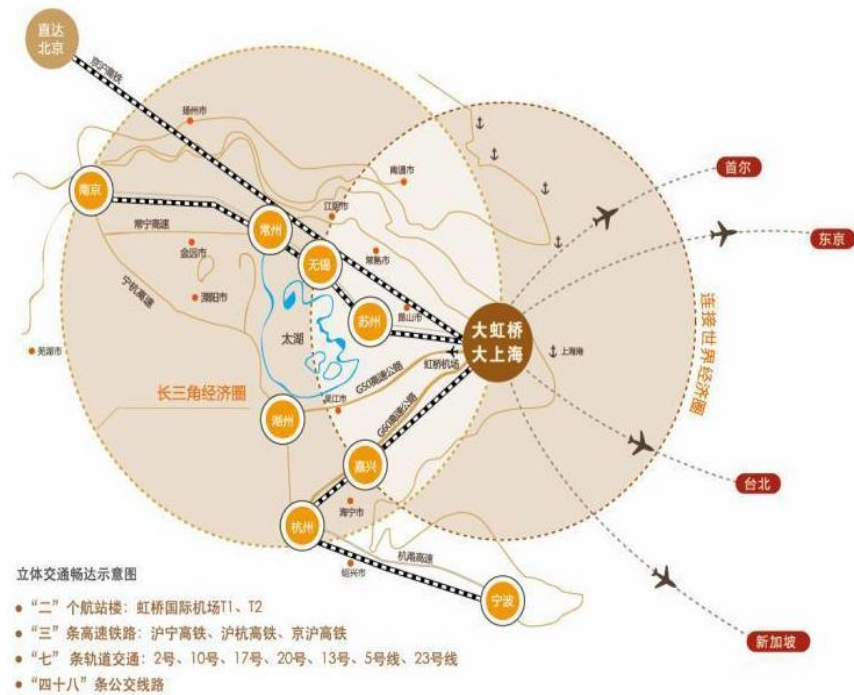 直达
北京
京沪高铁
扬州市
南通市
首尔
南京
江阴市
东京
常宁高速
常州
金坛市
无锡
常熟市
宁杭高速
溧阳市
苏州
昆山市
大虹桥
大上海
连接世界经济圈
太湖
芜湖市
虹桥机场
上海港
G50高速公路
长三角经济圈
吴江市
湖州
G60高速公路
嘉兴
台北
海宁市
杭州
杭甬高速
绍兴市
宁波
新加坡
立体交通畅达示意图
• “二”个航站楼：虹桥国际机场T1、T2
• “三”条高速铁路：沪宁高铁、沪杭高铁、京沪高铁
• “七”条轨道交通：2号、10号、17号、20号、13号、5号线、23号线
• “四十八”条公交线路